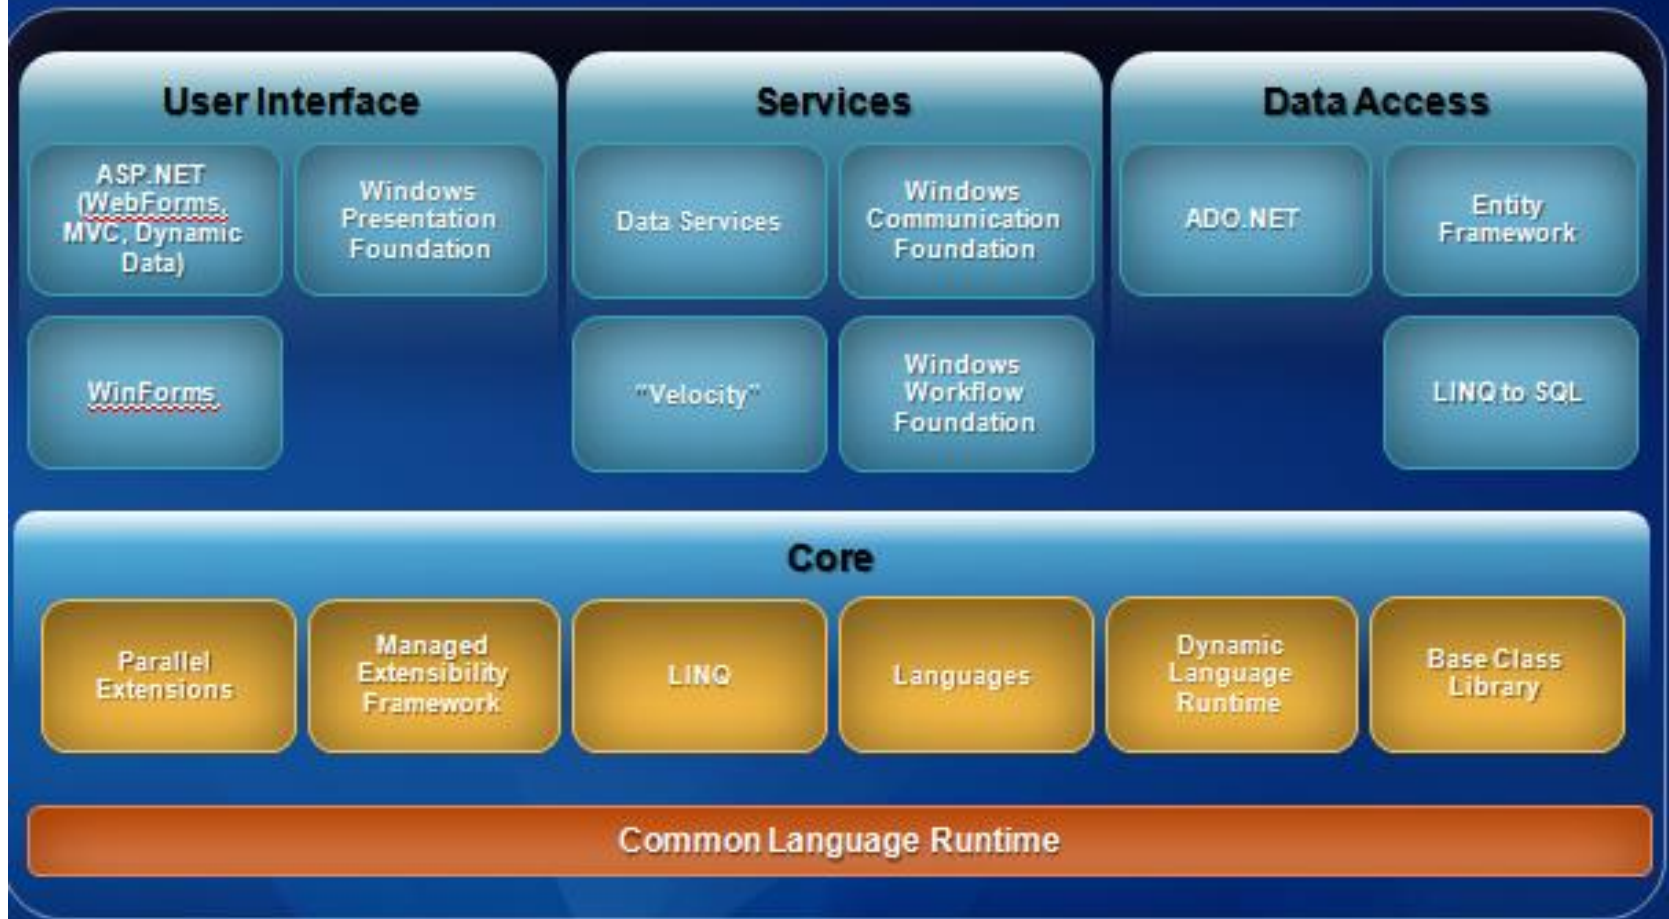 User Interface
ASP.NET
(WebForms,
MVC, Dynamic
Data)
Windows
Presentation
Foundation
WinForms
Services
Data Services
Windows
Communication
Foundation
"Velocity"
Windows
Workflow
Foundation
Data Access
ADO.NET
Entity
Framework
LINQ to SQL
Core
Parallel
Extensions
Managed
Extensibility
Framework
LINQ
Languages
Dynamic
Language
Runtime
Base Class
Library
Common Language Runtime